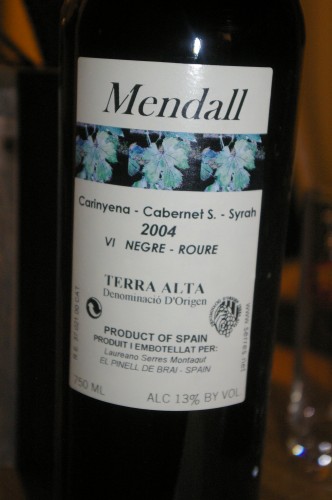 Mendall
Carinyena - Cabernet S. - Syrah
2004
VI NEGRE - ROURE
TERRA ALTA
Denominació D'Origen
PRODUCT OF SPAIN
PRODUIT I EMBOTELLAT PER:
Laureano Serres Montagut
EL PINELL DE BRAI - SPAIN
750 ML
ALC 13% BY VOL